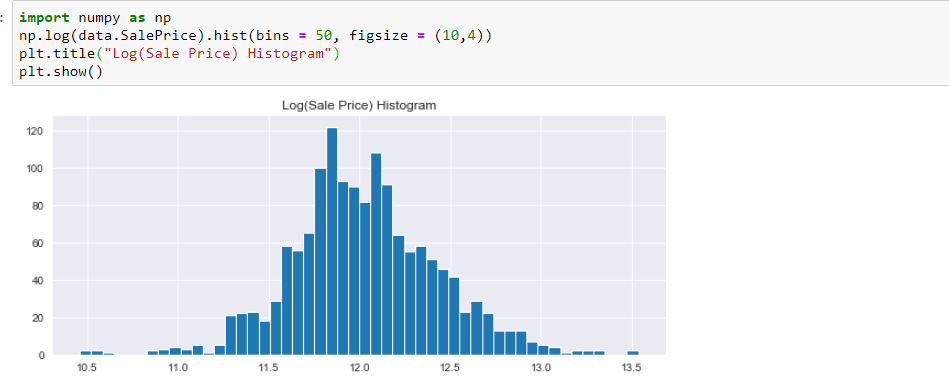 :
import numpy as np
np.log(data.SalePrice).hist(bins = 50, figsize = (10,4))
plt.title("Log(Sale Price) Histogram")
plt.show()
Log(Sale Price) Histogram
120
100
80
60
40
20
0
10.5 11.0 11.5 12.0 12.5 13.0 13.5